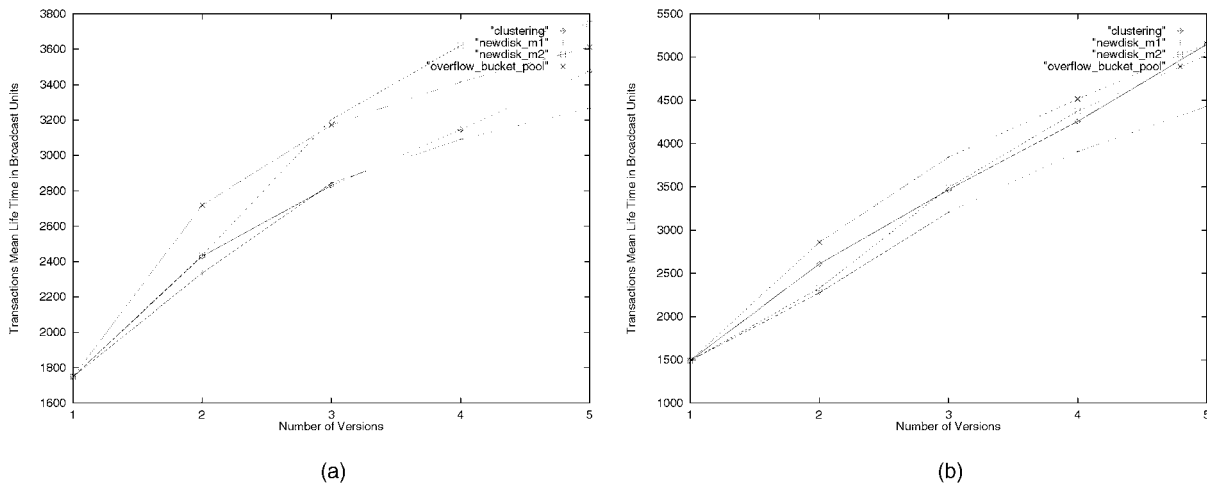 3800
3600
3400
3200
3000
2800
2600
2400
2200
2000
1800
1600
1
2
3
4
5
Transactions Mean Life Time in Broadcast Units
Number of Versions
"clustering"
"newdisk_m1"
"newdisk_m2"
"overflow_bucket_pool"
(a)
5500
5000
4500
4000
3500
3000
2500
2000
1500
1000
1
2
3
4
5
Transactions Mean Life Time in Broadcast Units
Number of Versions
"clustering"
"newdisk_m1"
"newdisk_m2"
"overflow_bucket_pool"
(b)